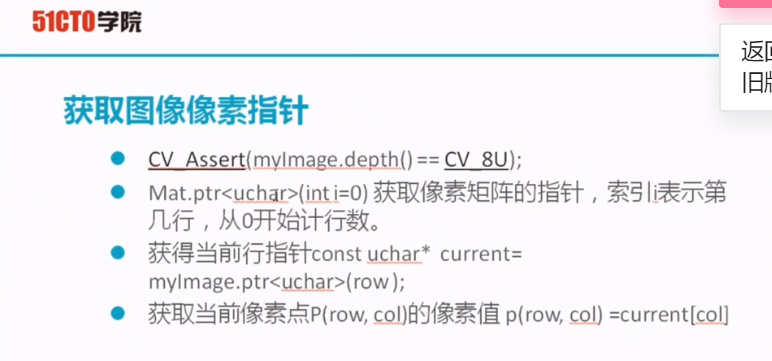 51CTO学院
返回
旧版
获取图像像素指针
CV_Assert(myImage.depth() == CV_8U);
Mat.ptr<uchar>(int i=0) 获取像素矩阵的指针，索引i表示第
几行，从0开始计行数。
获得当前行指针const uchar* current=
myImage.ptr<uchar>(row);
获取当前像素点P(row, col)的像素值 p(row, col) =current[col]